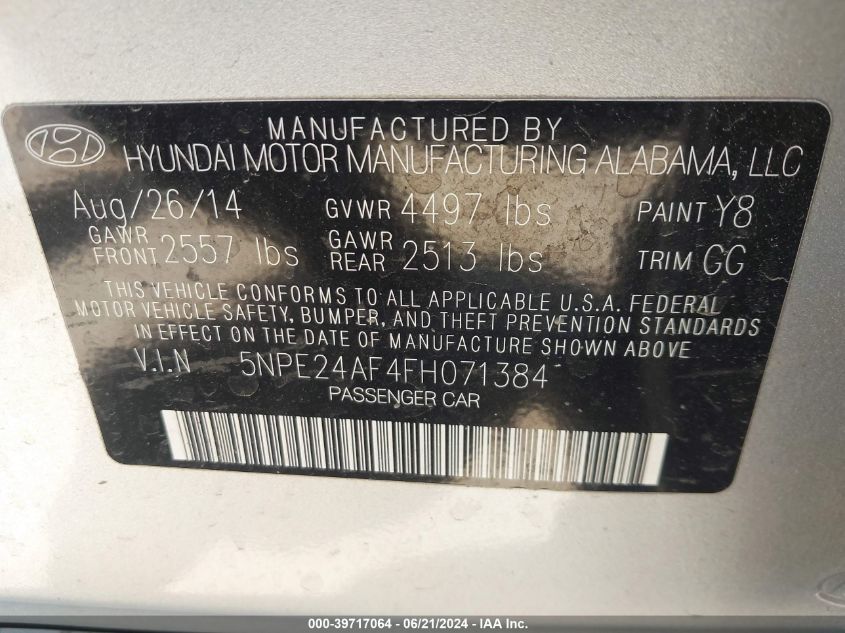 MANUFACTURED BY
HYUNDAI MOTOR MANUFACTURING ALABAMA, LLC
Aug/26/14 GVWR 4497 lbs PAINT Y8
GAWR FRONT 2557 lbs GAWR REAR 2513 lbs TRIM GG
THIS VEHICLE CONFORMS TO ALL APPLICABLE U.S.A. FEDERAL
MOTOR VEHICLE SAFETY, BUMPER, AND THEFT PREVENTION STANDARDS
IN EFFECT ON THE DATE OF MANUFACTURE SHOWN ABOVE
V.I.N 5NPE24AF4FH071384
PASSENGER CAR
000-39717064 - 06/21/2024 - IAA Inc.